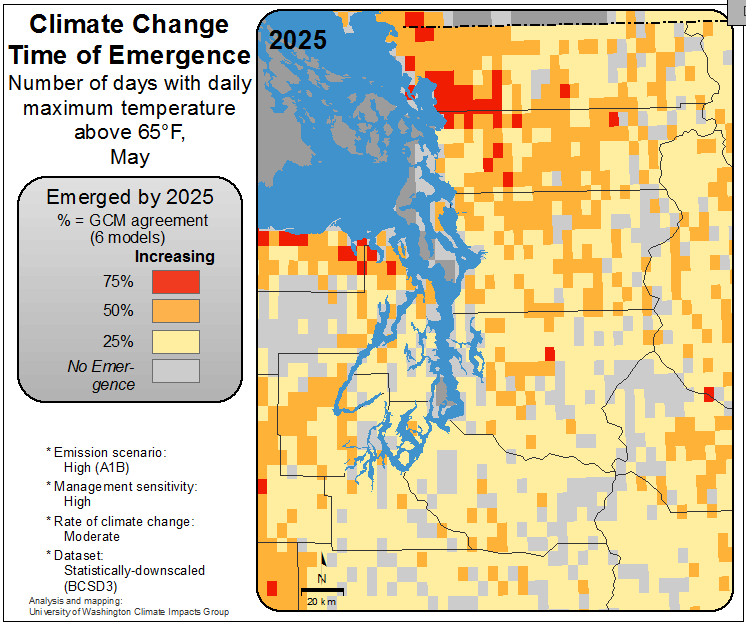 Climate Change
Time of Emergence
Number of days with daily
maximum temperature
above 65°F,
May
Emerged by 2025
% = GCM agreement
(6 models)
Increasing
75%
50%
25%
No Emer-
gence
* Emission scenario:
High (A1B)
* Management sensitivity:
High
* Rate of climate change:
Moderate
* Dataset:
Statistically-downscaled
(BCSD3)
Analysis and mapping:
University of Washington Climate Impacts Group
2025
N
20 km